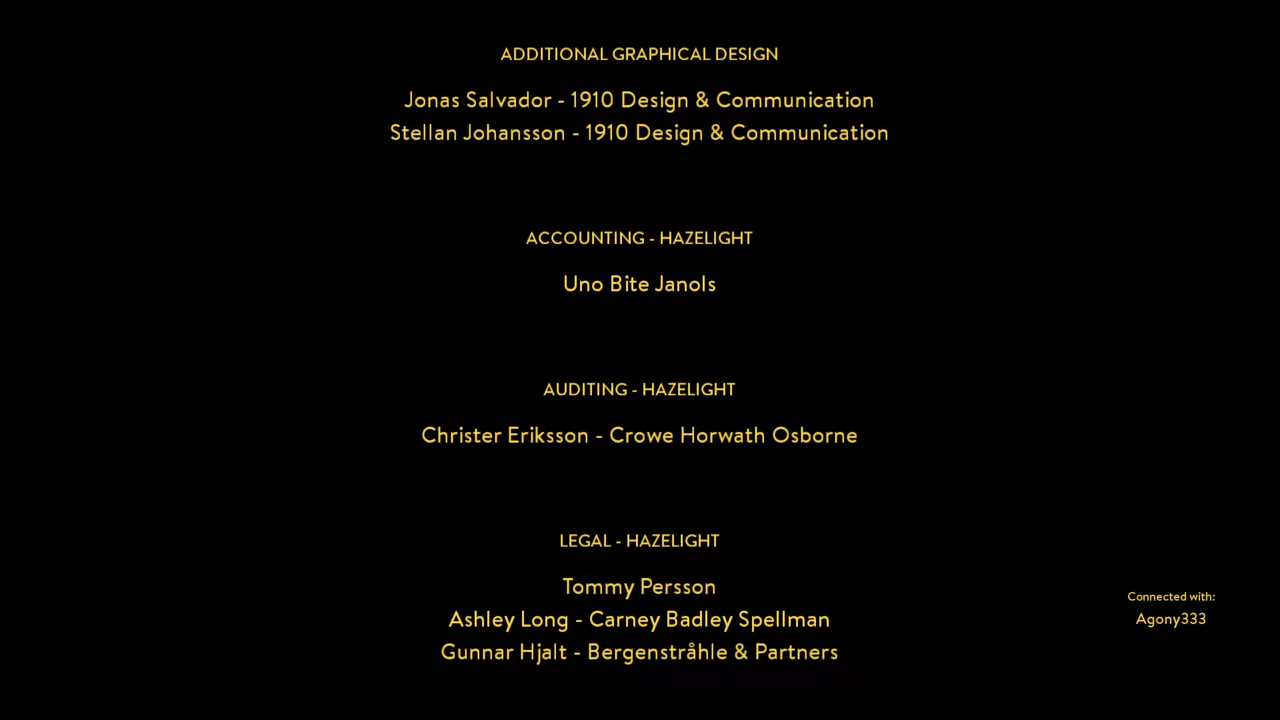 ADDITIONAL GRAPHICAL DESIGN
Jonas Salvador - 1910 Design & Communication
Stellan Johansson - 1910 Design & Communication
ACCOUNTING - HAZELIGHT
Uno Bite Janols
AUDITING - HAZELIGHT
Christer Eriksson - Crowe Horwath Osborne
LEGAL - HAZELIGHT
Tommy Persson
Ashley Long - Carney Badley Spellman
Gunnar Hjalt - Bergenstråhle & Partners
Connected with:
Agony333